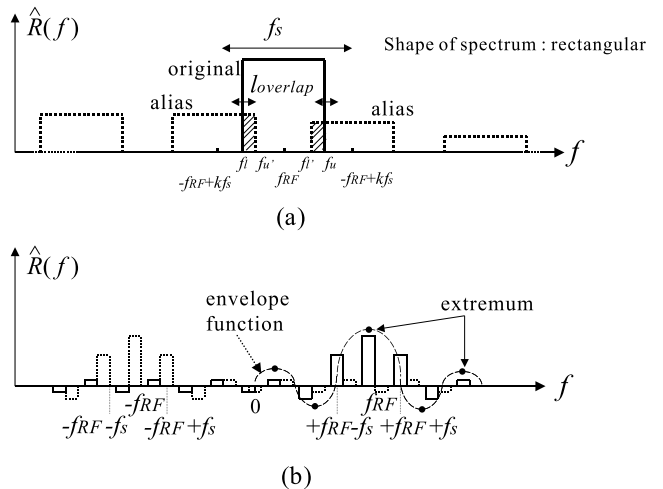 R̂(f)
fs
Shape of spectrum : rectangular
original
loverlap
alias
alias
fl fu' fRF fl' fu
f
-fRF+kfs
-fRF+kfs
(a)
R̂(f)
envelope
function
extremum
f
-fRF
0
fRF
-fRF -fs
-fRF +fs
+fRF-fs
+fRF +fs
(b)